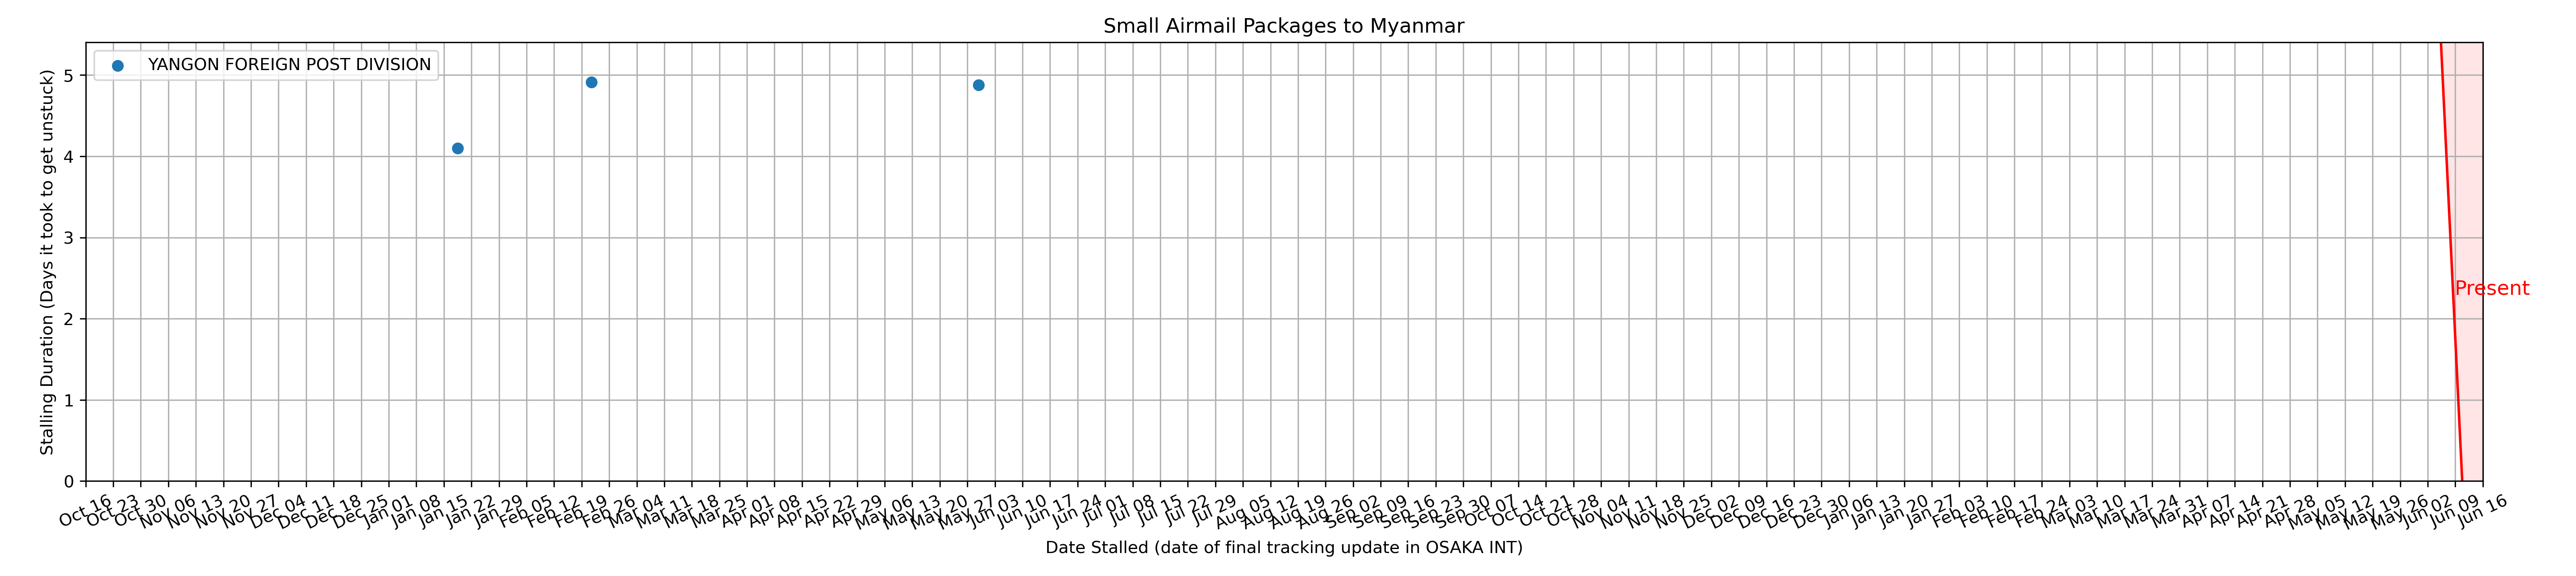 Small Airmail Packages to Myanmar
YANGON FOREIGN POST DIVISION
Stalling Duration (Days it took to get unstuck)
5
4
3
2
1
0
Present
Oct 16 Oct 23 Oct 30 Nov 06 Nov 13 Nov 20 Nov 27 Dec 04 Dec 11 Dec 18 Dec 25 Jan 01 Jan 08 Jan 15 Jan 22 Jan 29 Feb 05 Feb 12 Feb 19 Feb 26 Mar 04 Mar 11 Mar 18 Mar 25 Apr 01 Apr 08 Apr 15 Apr 22 Apr 29 May 06 May 13 May 20 May 27 Jun 03 Jun 10 Jun 17 Jun 24 Jul 01 Jul 08 Jul 15 Jul 22 Jul 29 Aug 05 Aug 12 Aug 19 Aug 26 Sep 02 Sep 09 Sep 16 Sep 23 Sep 30 Oct 07 Oct 14 Oct 21 Oct 28 Nov 04 Nov 11 Nov 18 Nov 25 Dec 02 Dec 09 Dec 16 Dec 23 Dec 30 Jan 06 Jan 13 Jan 20 Jan 27 Feb 03 Feb 10 Feb 17 Feb 24 Mar 03 Mar 10 Mar 17 Mar 24 Mar 31 Apr 07 Apr 14 Apr 21 Apr 28 May 05 May 12 May 19 May 26 Jun 02 Jun 09 Jun 16
Date Stalled (date of final tracking update in OSAKA INT)